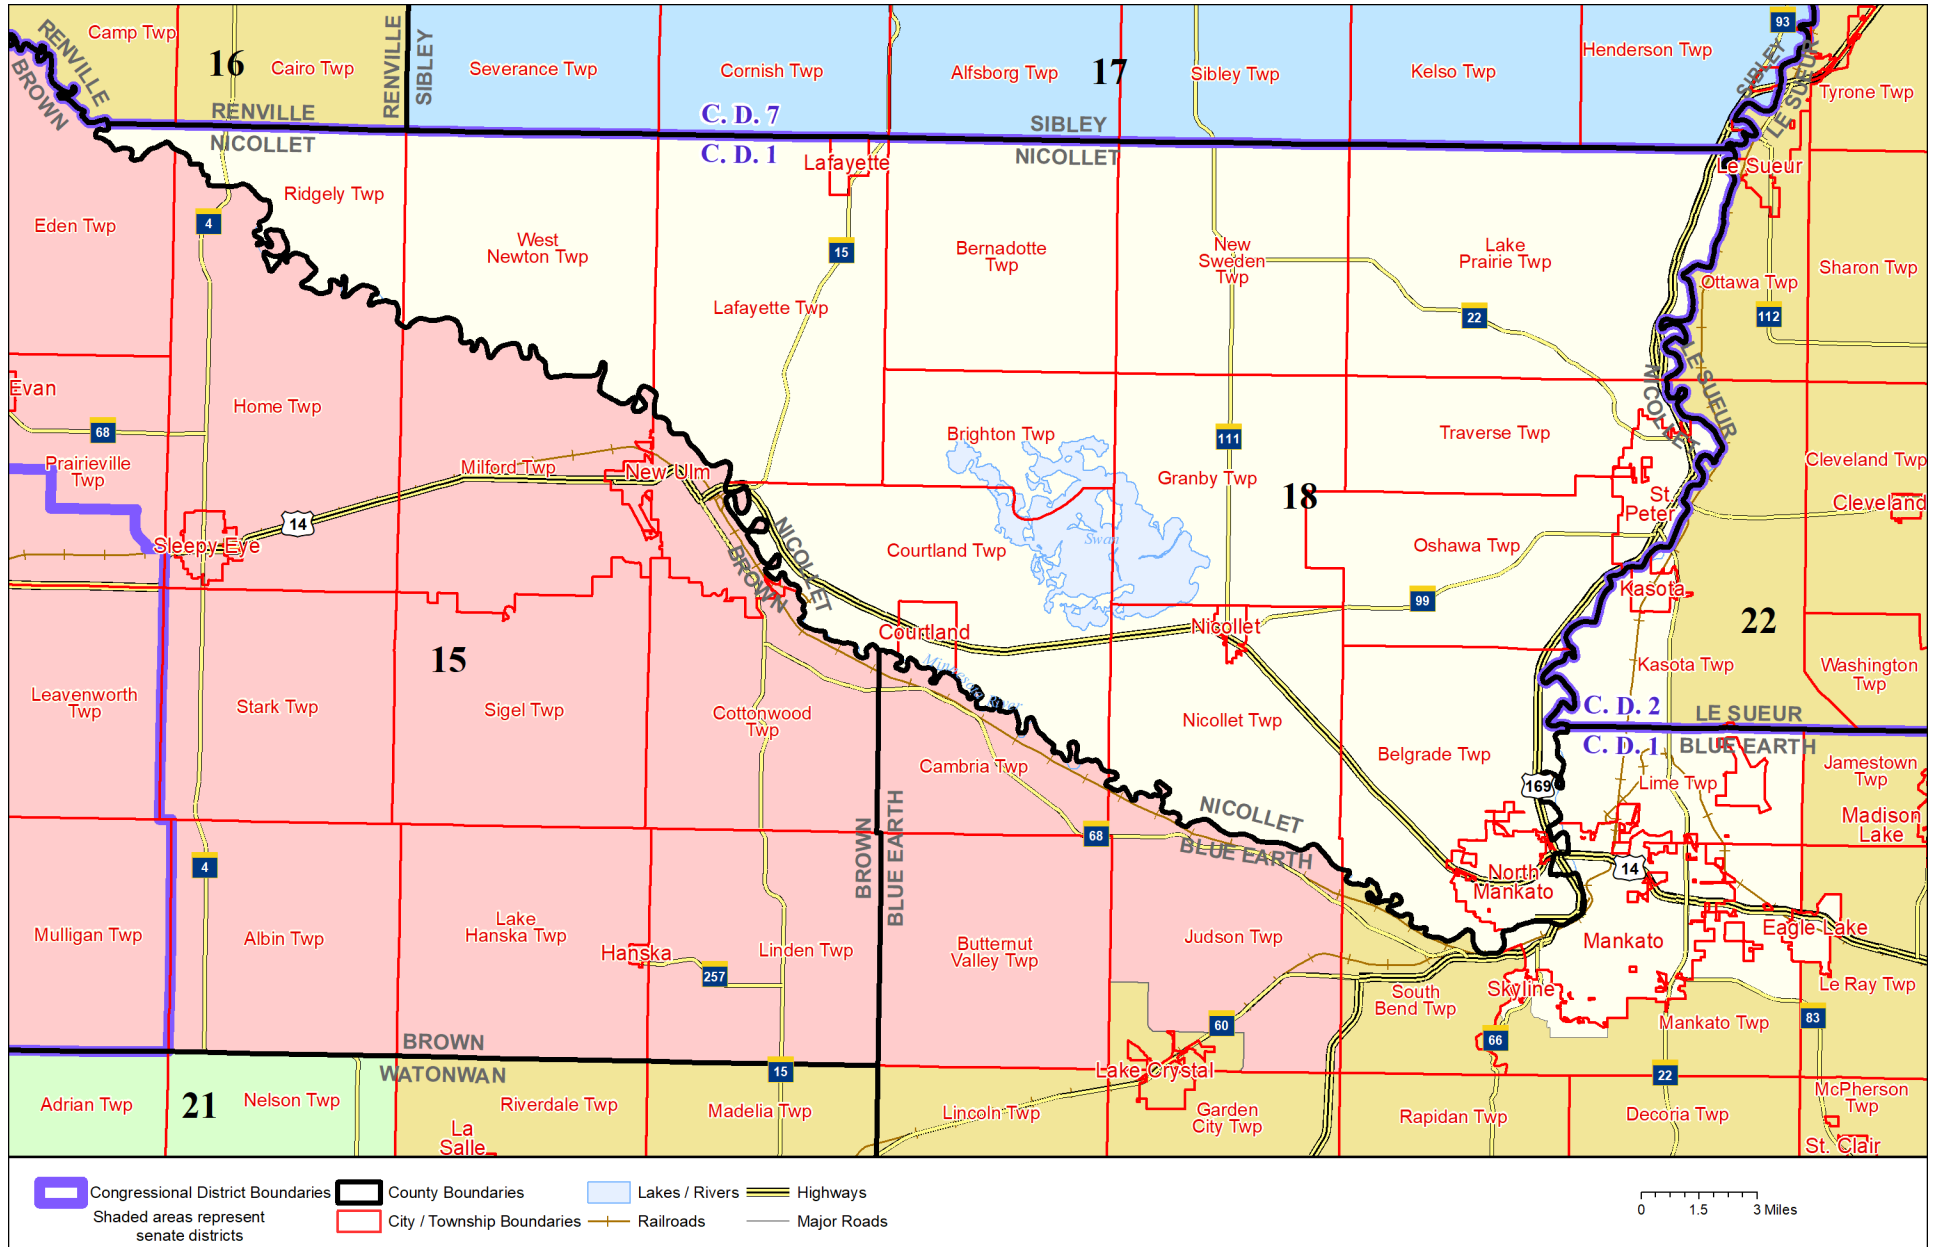 Camp Twp
16
Cairo Twp
RENVILLE
SIBLEY
Severance Twp
Cornish Twp
Alfsborg Twp
17
Sibley Twp
Kelso Twp
Henderson Twp
93
SIBLEY
LE SUEUR
Tyrone Twp
RENVILLE
BROWN
RENVILLE
NICOLLET
C. D. 7
C. D. 1
SIBLEY
NICOLLET
Lafayette
Le Sueur
Eden Twp
4
Ridgely Twp
West
Newton Twp
15
Lafayette Twp
Bernadotte
Twp
New
Sweden
Twp
Lake
Prairie Twp
22
Ottawa Twp
112
Sharon Twp
LE SUEUR
NICOLLET
Evan
68
Home Twp
Prairieville
Twp
Milford Twp
New Ulm
Brighton Twp
111
Granby Twp
Traverse Twp
18
St.
Peter
Cleveland Twp
Cleveland
14
Sleepy Eye
NICOLLET
BROWN
Courtland Twp
Swan
Oshawa Twp
99
Kasota
22
Courtland
Nicollet
15
Minnesota River
Leavenworth
Twp
Stark Twp
Sigel Twp
Cottonwood
Twp
Nicollet Twp
Kasota Twp
Washington
Twp
C. D. 2
C. D. 1
LE SUEUR
BLUE EARTH
Cambria Twp
Belgrade Twp
169
Lime Twp
Jamestown
Twp
Madison
Lake
NICOLLET
BLUE EARTH
68
BROWN
BLUE EARTH
4
North
Mankato
14
Mulligan Twp
Albin Twp
Lake
Hanska Twp
Hanska
257
Linden Twp
Butternut
Valley Twp
Judson Twp
Mankato
Eagle Lake
South
Bend Twp
Skyline
Le Ray Twp
60
66
Mankato Twp
83
BROWN
WATONWAN
15
Lake Crystal
22
Adrian Twp
21
Nelson Twp
Riverdale Twp
Madelia Twp
Lincoln Twp
Garden
City Twp
Rapidan Twp
Decoria Twp
McPherson
Twp
La
Salle
St. Clair
Congressional District Boundaries
Shaded areas represent
senate districts
County Boundaries
City / Township Boundaries
Lakes / Rivers
Railroads
Highways
Major Roads
0 1.5 3 Miles